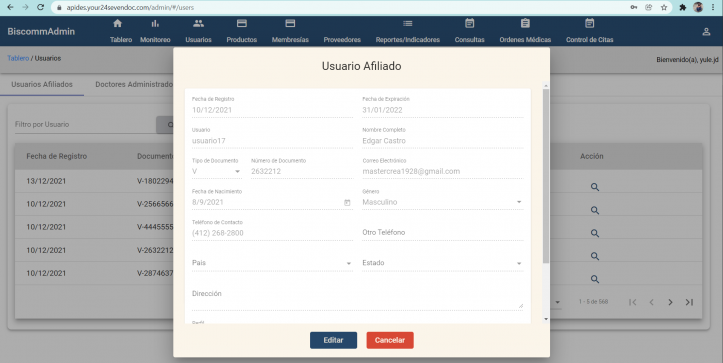 apides.your24sevendoc.com/admin/#/users
BiscommAdmin
Tablero Monitoreo Usuarios Productos Membresías Proveedores Reportes/Indicadores Consultas Ordenes Médicas Control de Citas
Tablero / Usuarios
Bienvenido(a), yule.jd
Usuario Afiliado
Usuarios Afiliados Doctores Administrado
Fecha de Registro Fecha de Expiración
10/12/2021 31/01/2022
Filtro por Usuario
Usuario Nombre Completo
usuario17 Edgar Castro
Fecha de Registro Documento Acción
Tipo de Documento Número de Documento Correo Electrónico
V 2632212 mastercrea1928@gmail.com
13/12/2021 V-1802294
Fecha de Nacimiento Género
8/9/2021 Masculino
10/12/2021 V-2566566
Teléfono de Contacto
(412) 268-2800 Otro Teléfono
10/12/2021 V-4445555
10/12/2021 V-2632212
País Estado
10/12/2021 V-2874637
Dirección
1 - 5 de 568
Perfil
Editar Cancelar